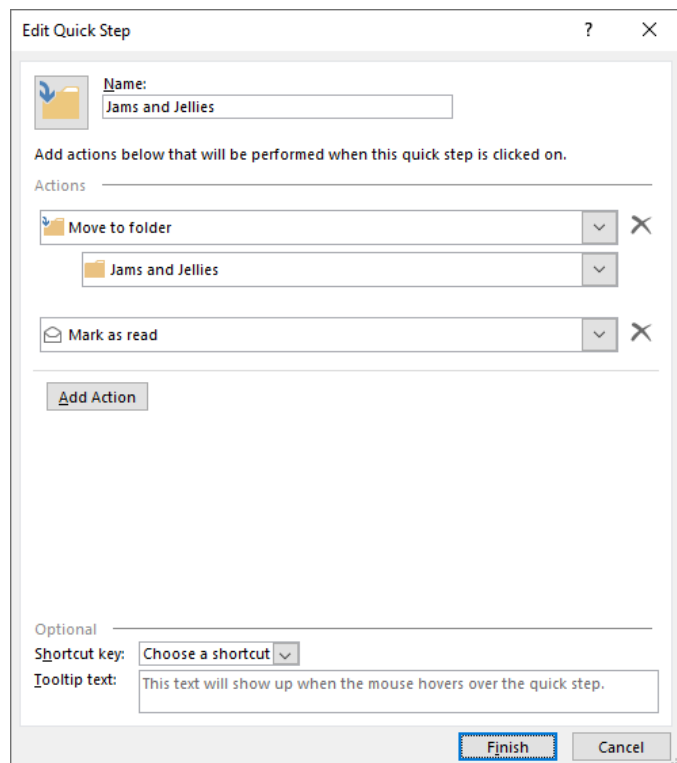 Edit Quick Step
?
Name:
Jams and Jellies
Add actions below that will be performed when this quick step is clicked on.
Actions
Move to folder
Jams and Jellies
Mark as read
Add Action
Optional
Shortcut key: Choose a shortcut
Tooltip text: This text will show up when the mouse hovers over the quick step.
Finish Cancel